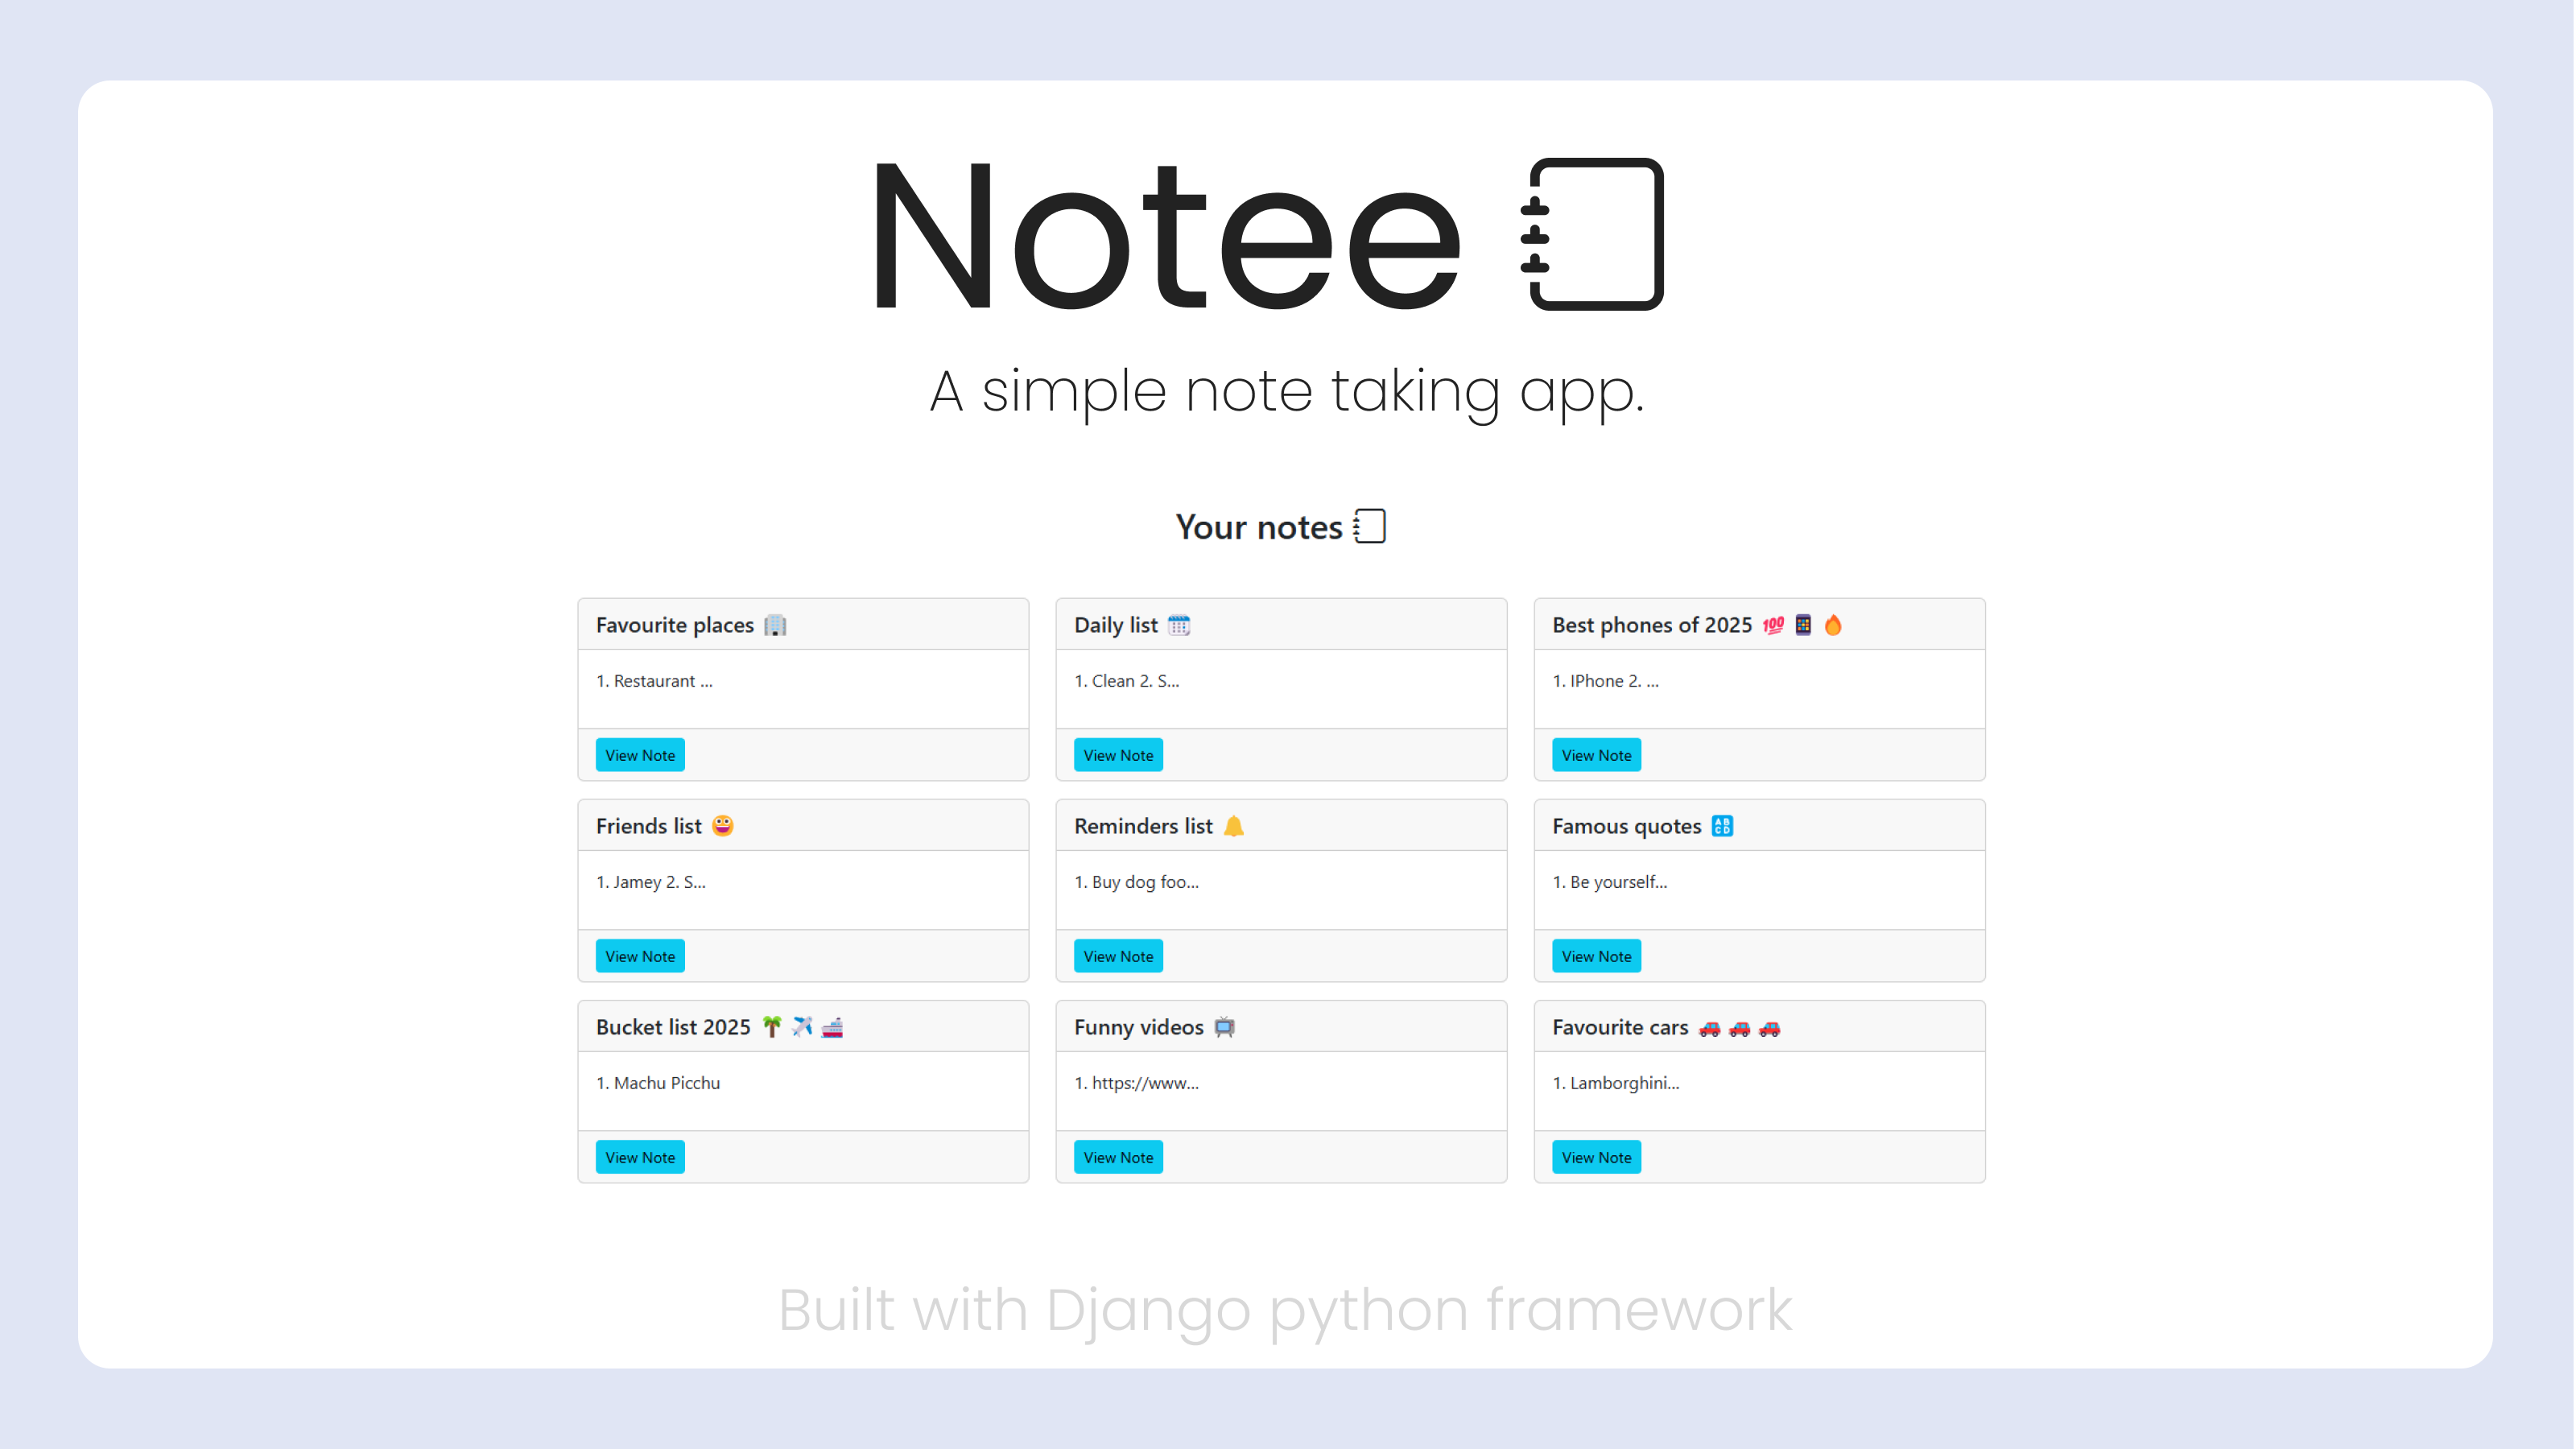 Notee
A simple note taking app.
Your notes
Favourite places 🏢
1. Restaurant ...
View Note
Daily list 🗓️
1. Clean 2. S...
View Note
Best phones of 2025 💯 📱 🔥
1. IPhone 2. ...
View Note
Friends list 😀
1. Jamey 2. S...
View Note
Reminders list 🔔
1. Buy dog foo...
View Note
Famous quotes 🔠
1. Be yourself...
View Note
Bucket list 2025 🌴 ✈️ 🛳️
1. Machu Picchu
View Note
Funny videos 📺
1. https://www...
View Note
Favourite cars 🚗 🚗 🚗
1. Lamborghini...
View Note
Built with Django python framework